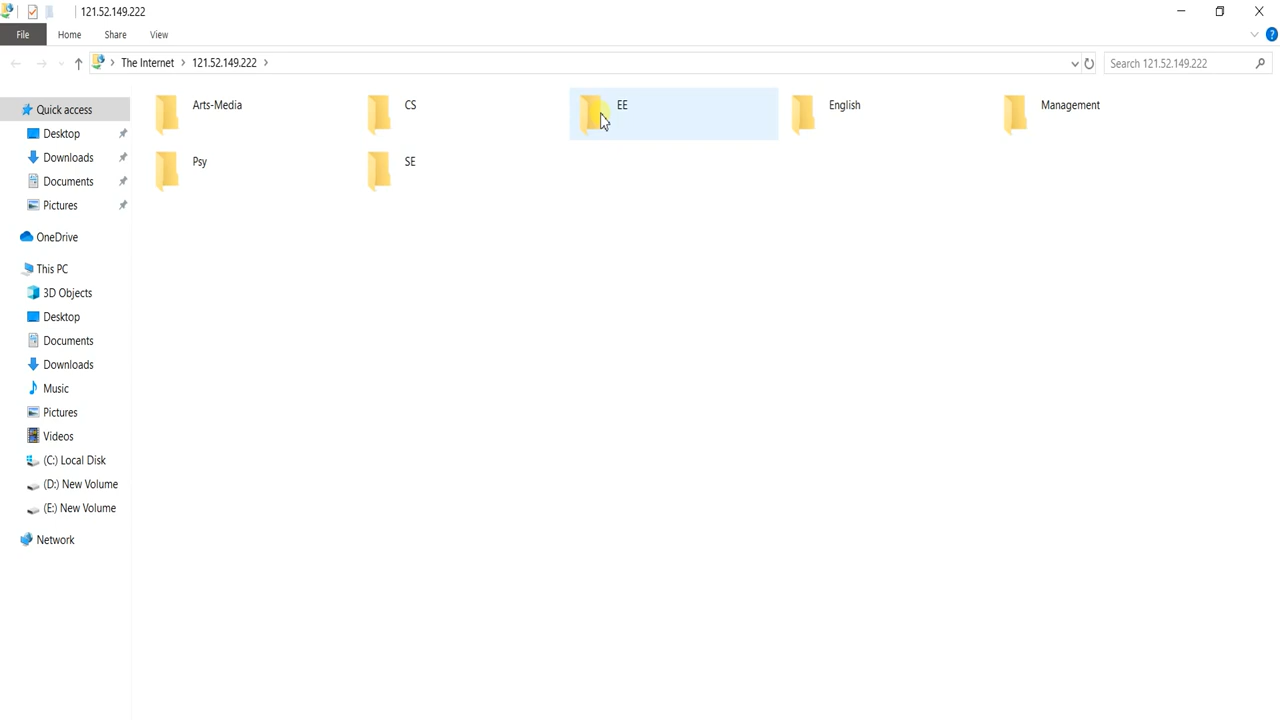 121.52.149.222
File
Home
Share
View
The Internet
121.52.149.222
Search 121.52.149.222
Quick access
Desktop
Downloads
Documents
Pictures
OneDrive
This PC
3D Objects
Desktop
Documents
Downloads
Music
Pictures
Videos
(C:) Local Disk
(D:) New Volume
(E:) New Volume
Network
Arts-Media
CS
EE
English
Management
Psy
SE